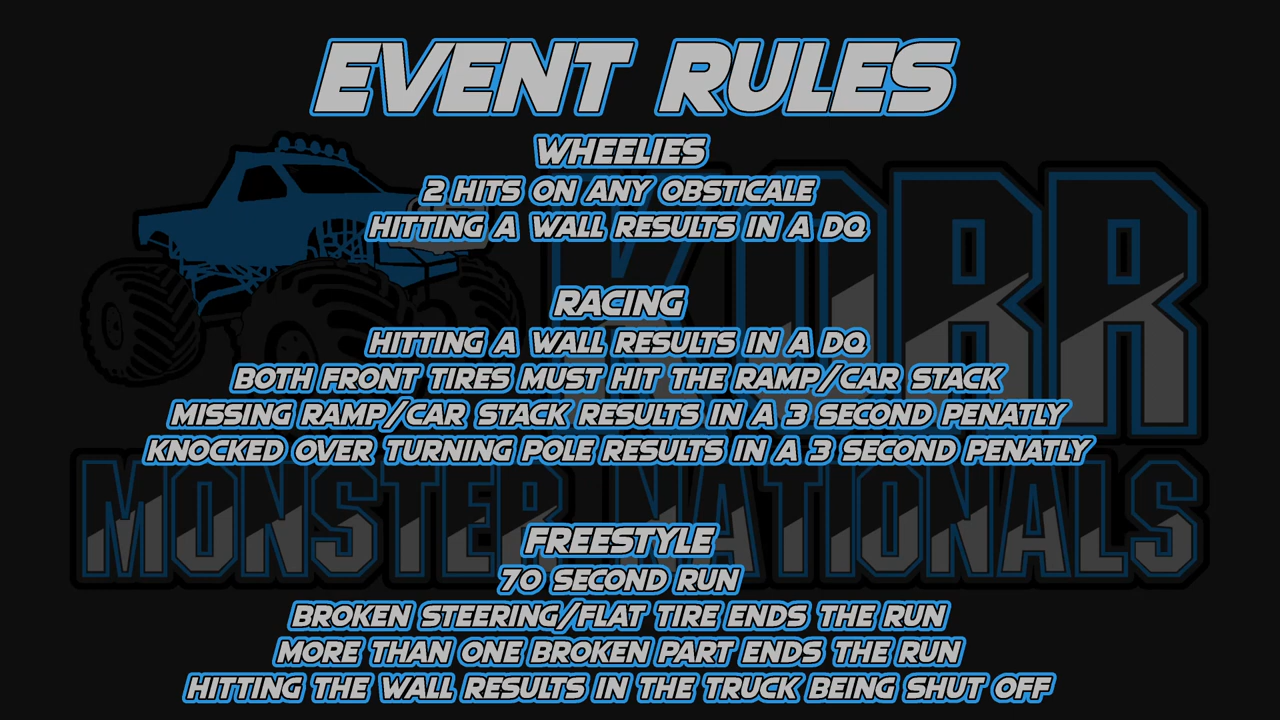 EVENT RULES
WHEELIES
2 HITS ON ANY OBSTICALE
HITTING A WALL RESULTS IN A DQ
RACING
HITTING A WALL RESULTS IN A DQ
BOTH FRONT TIRES MUST HIT THE RAMP/CAR STACK
MISSING RAMP/CAR STACK RESULTS IN A 3 SECOND PENATLY
KNOCKED OVER TURNING POLE RESULTS IN A 3 SECOND PENATLY
MONSTER NATIONALS
FREESTYLE
70 SECOND RUN
BROKEN STEERING/FLAT TIRE ENDS THE RUN
MORE THAN ONE BROKEN PART ENDS THE RUN
HITTING THE WALL RESULTS IN THE TRUCK BEING SHUT OFF